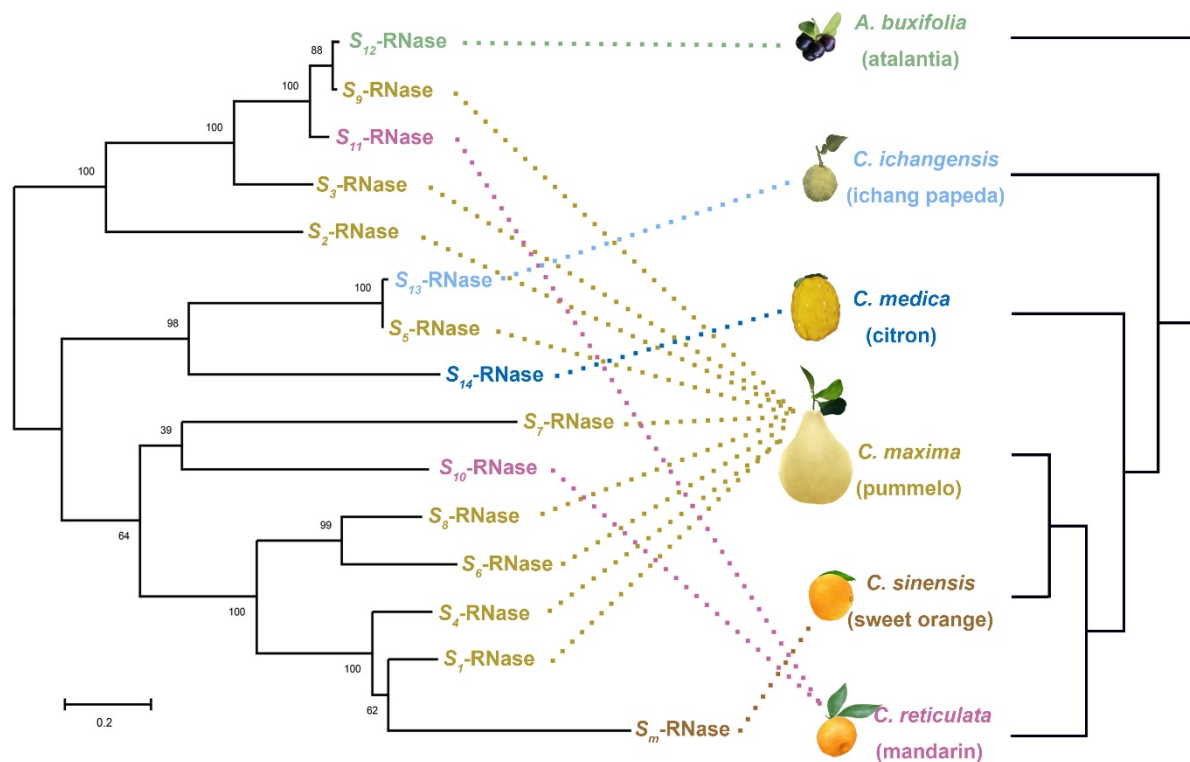 88
S12-RNase
A. buxifolia
(atalantia)
100
S9-RNase
100
S11-RNase
C. ichangensis
(ichang papeda)
100
S3-RNase
S2-RNase
100
S13-RNase
C. medica
(citron)
98
S5-RNase
S14-RNase
39
S7-RNase
C. maxima
(pummelo)
S10-RNase
99
S8-RNase
64
S6-RNase
C. sinensis
(sweet orange)
100
S4-RNase
100
S1-RNase
62
Sm-RNase
C. reticulata
(mandarin)
0.2